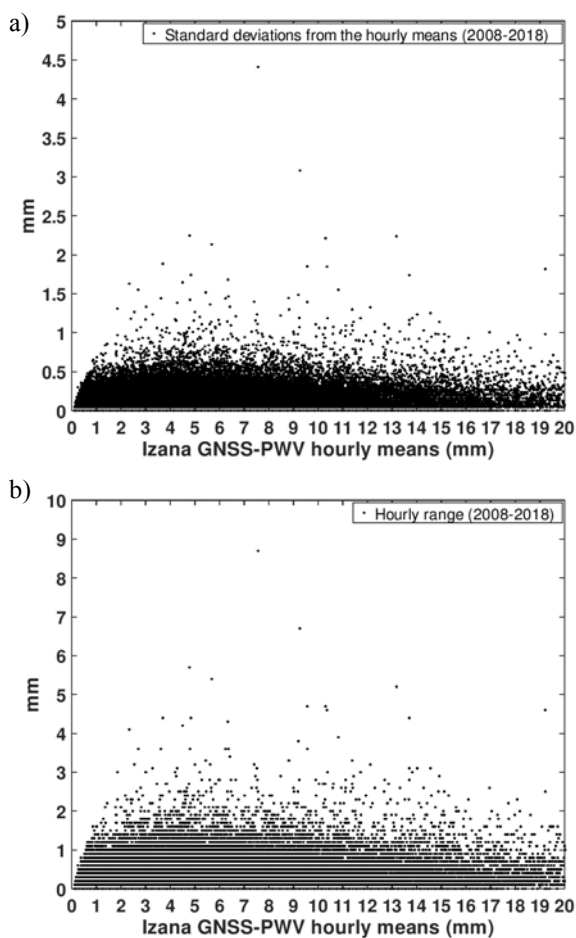 a)
5
4.5
4
3.5
3
2.5
2
1.5
1
0.5
0
mm
Standard deviations from the hourly means (2008-2018)
0 1 2 3 4 5 6 7 8 9 10 11 12 13 14 15 16 17 18 19 20
Izana GNSS-PWV hourly means (mm)
b)
10
9
8
7
6
5
4
3
2
1
0
mm
Hourly range (2008-2018)
0 1 2 3 4 5 6 7 8 9 10 11 12 13 14 15 16 17 18 19 20
Izana GNSS-PWV hourly means (mm)